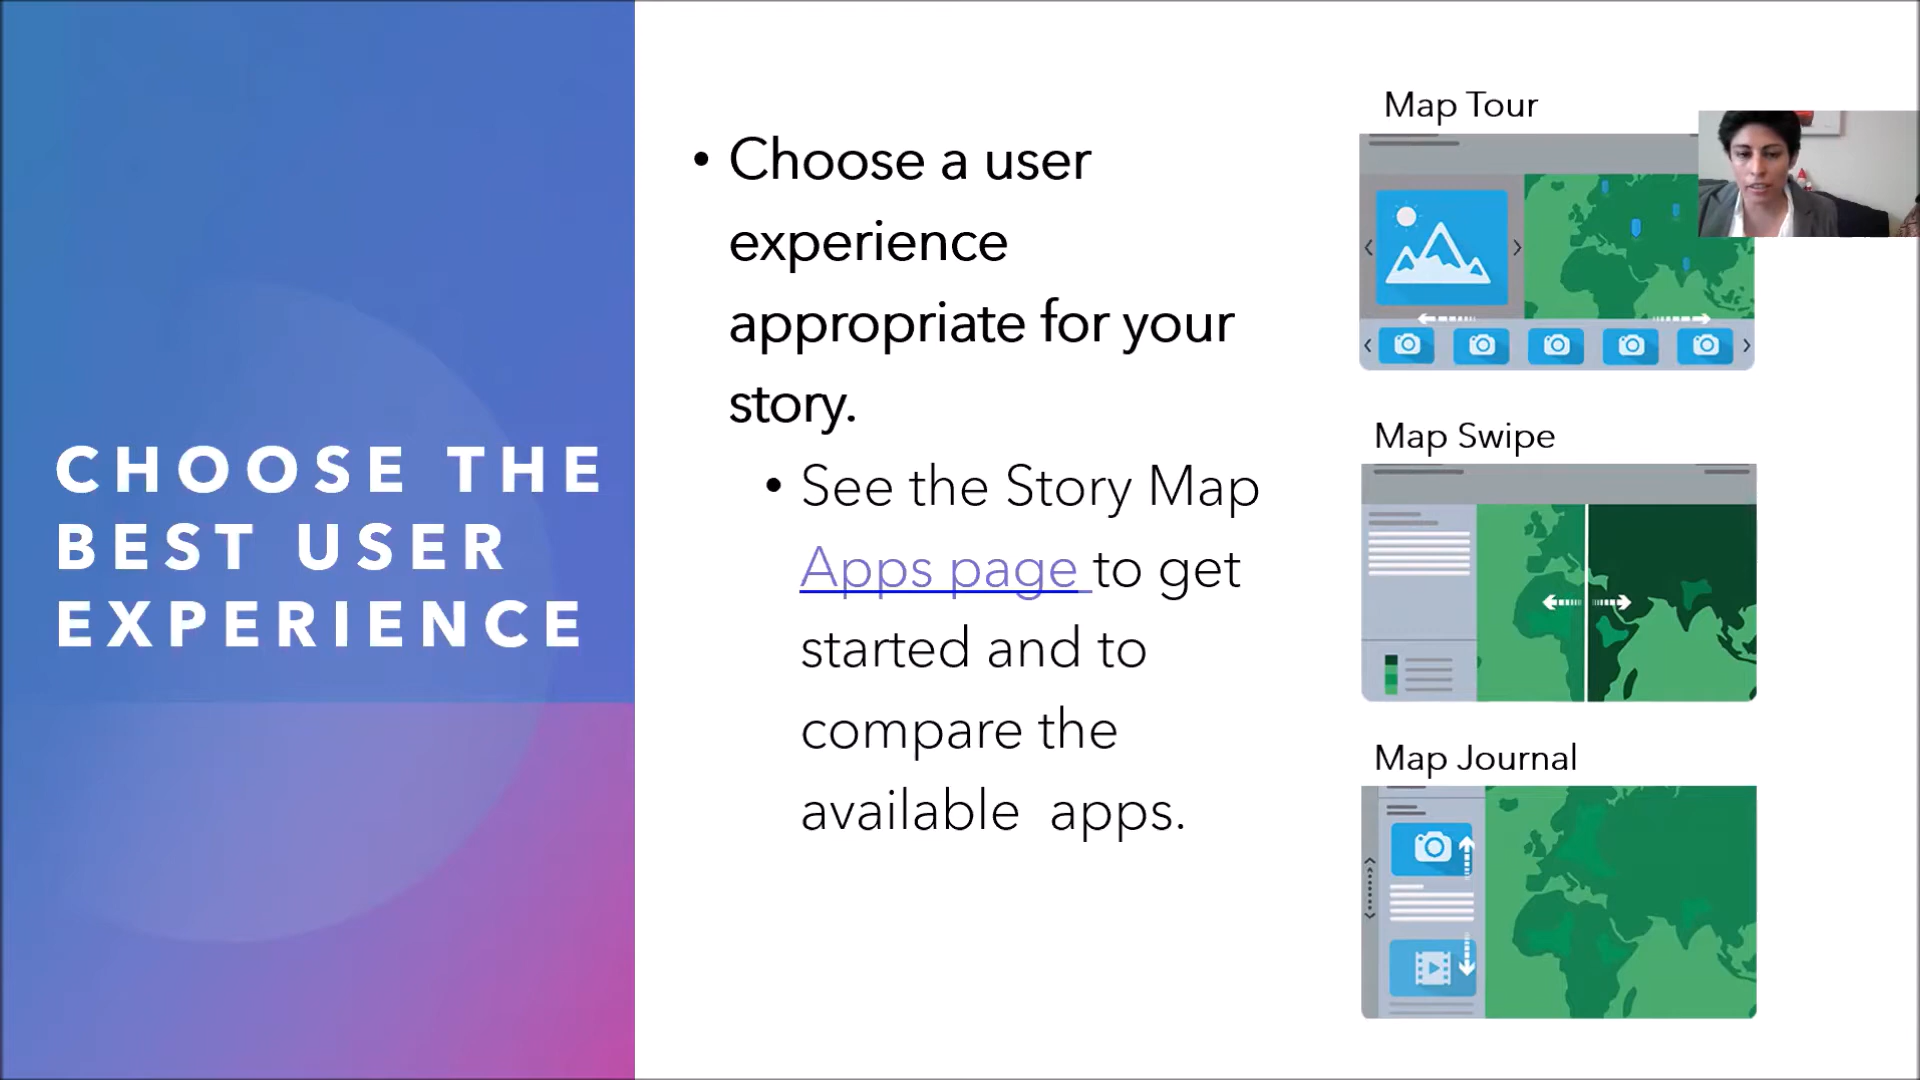 CHOOSE THE
BEST USER
EXPERIENCE
• Choose a user
experience
appropriate for your
story.
• See the Story Map
Apps page to get
started and to
compare the
available  apps.
Map Tour
Map Swipe
Map Journal